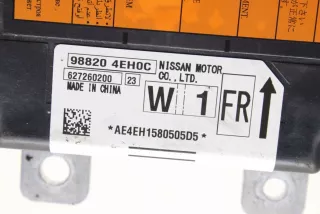 98820 4EH0C
NISSAN MOTOR
CO., LTD.
627260200 23
MADE IN CHINA
W 1 FR
*AE4EH1580505D5*